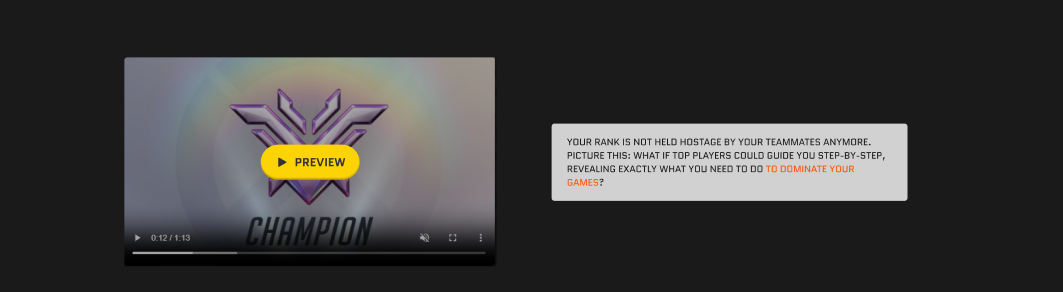 PREVIEW
CHAMPION
0:12 / 1:13
YOUR RANK IS NOT HELD HOSTAGE BY YOUR TEAMMATES ANYMORE.
PICTURE THIS: WHAT IF TOP PLAYERS COULD GUIDE YOU STEP-BY-STEP,
REVEALING EXACTLY WHAT YOU NEED TO DO TO DOMINATE YOUR
GAMES?